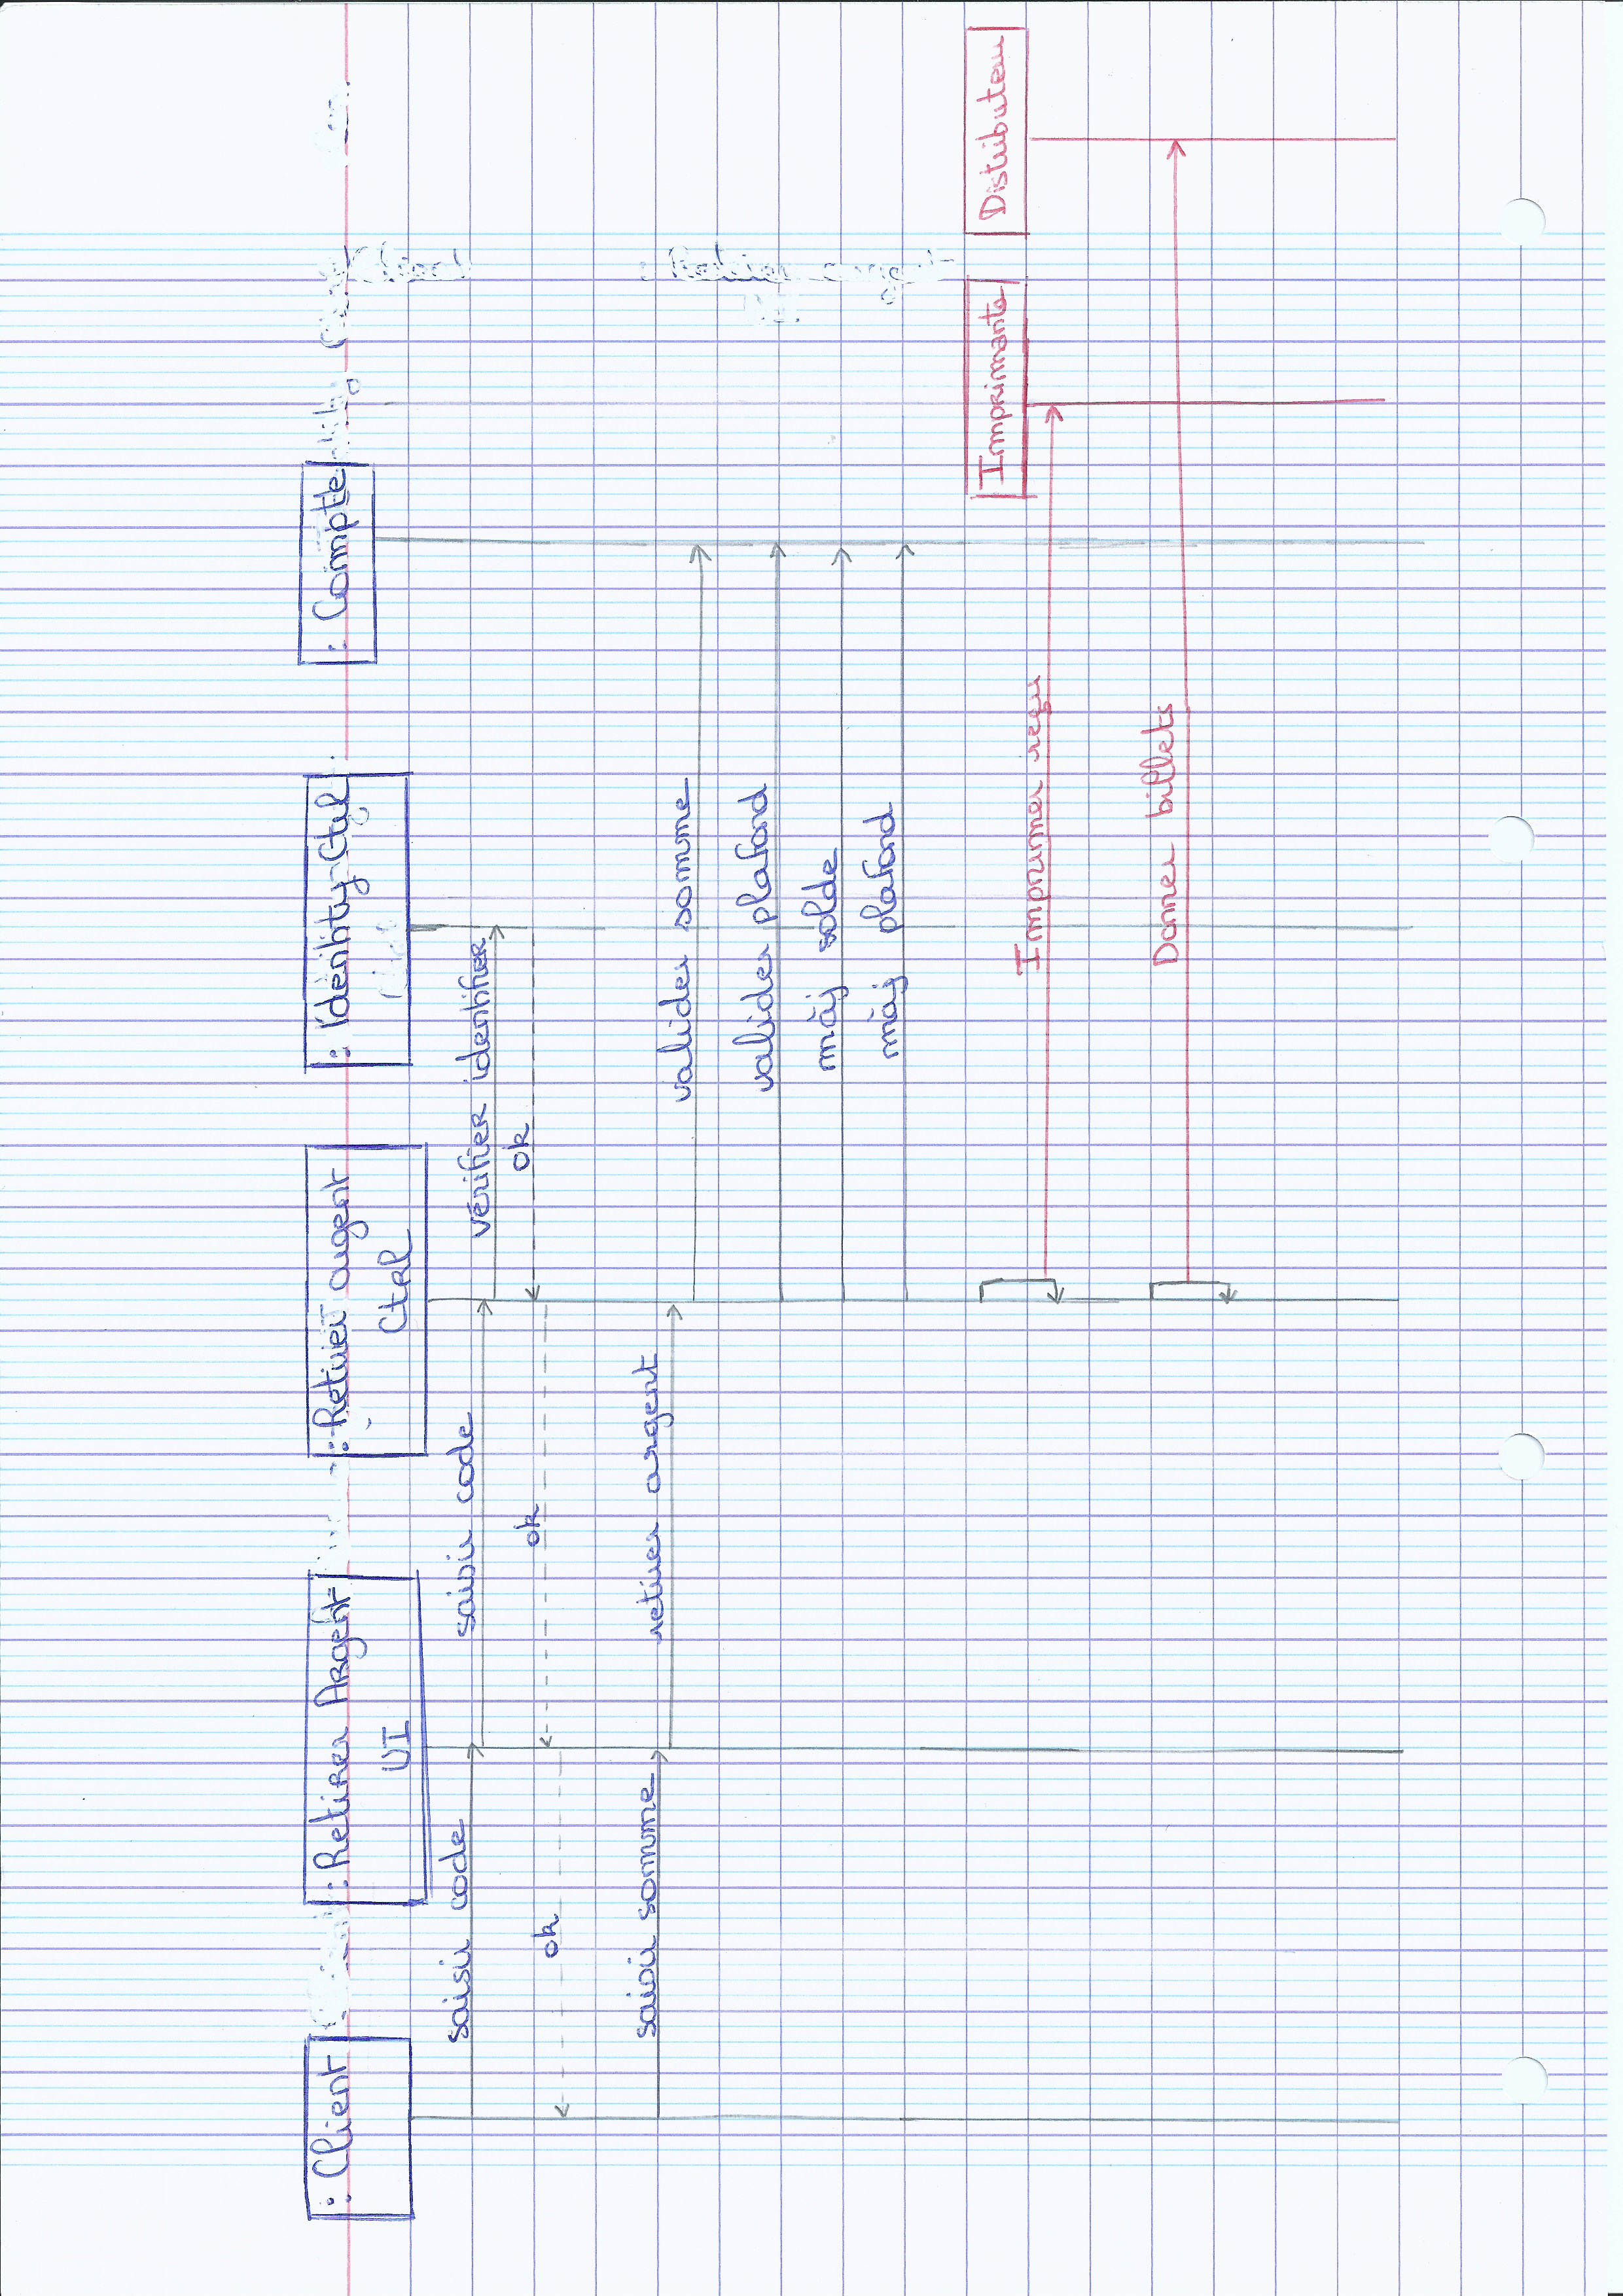 : Client
: Retirer Argent
UI
: Retirer argent
Ctrl
: Identity Ctrl
: Compte
saisir code
saisir code
vérifier identifier
ok
ok
ok
saisir somme
retirer argent
valider somme
valider plafond
màj solde
màj plafond
Imprimante
Distributeur
Imprimer reçu
Donner billets